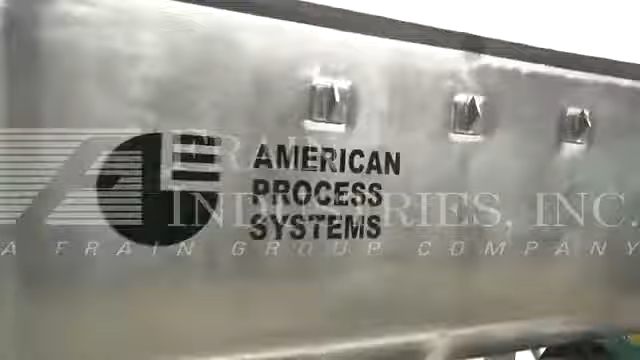 AMERICAN
PROCESS
SYSTEMS
FRAIN
INDUSTRIES, INC.
A FRAIN GROUP COMPANY